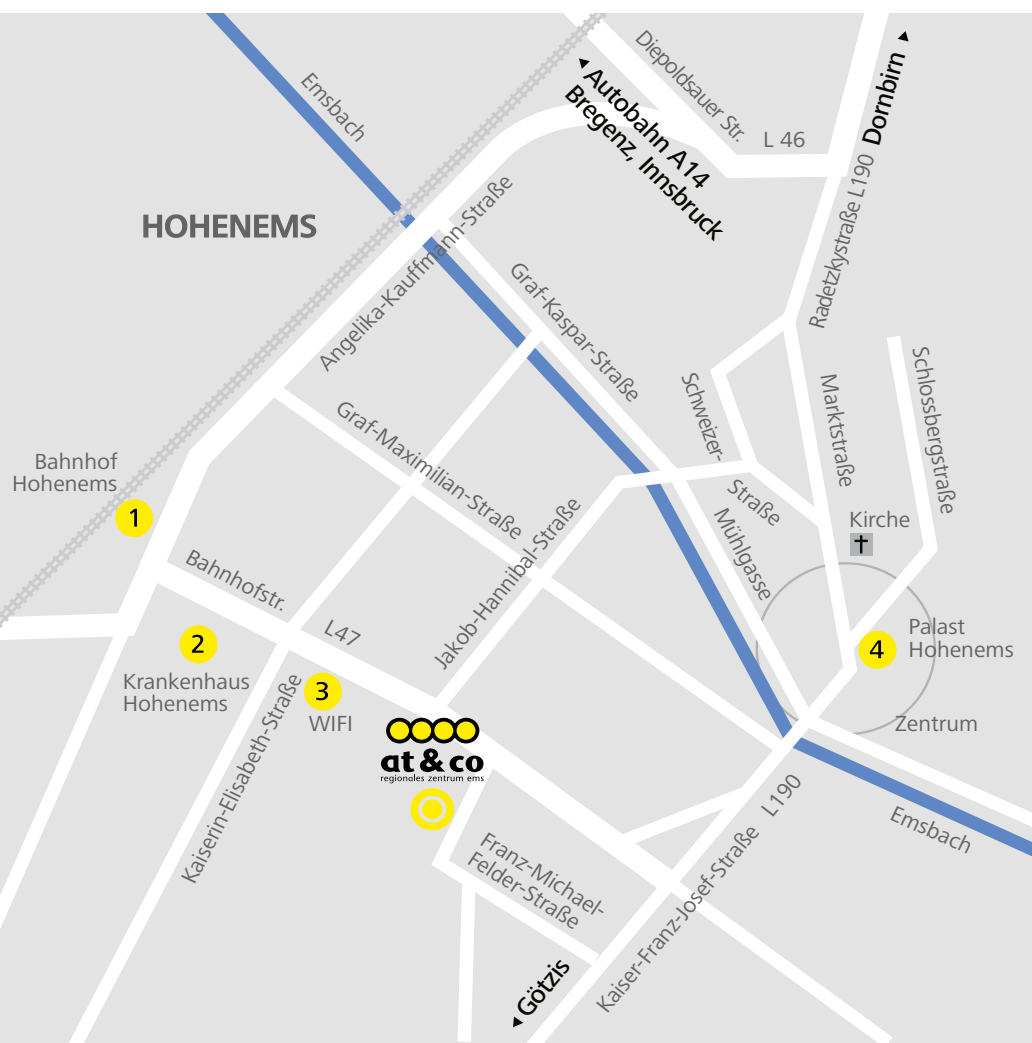 Diepoldsauer Str.
Dornbirn
Autobahn A14
Bregenz, Innsbruck
L 46
Emsbach
Radetzkystraße L190
HOHENEMS
Angelika-Kauffmann-Straße
Graf-Kaspar-Straße
Schweizer-
Straße
Marktstraße
Schlossbergstraße
Graf-Maximilian-Straße
Bahnhof
Hohenems
1
Jakob-Hannibal-Straße
Mühlgasse
Kirche
Bahnhofstr.
L47
2
Krankenhaus
Hohenems
3
WIFI
4
Palast
Hohenems
Zentrum
Kaiserin-Elisabeth-Straße
at & co
regionales zentrum ems
L190
Emsbach
Franz-Michael-
Felder-Straße
Kaiser-Franz-Josef-Straße
Götzis